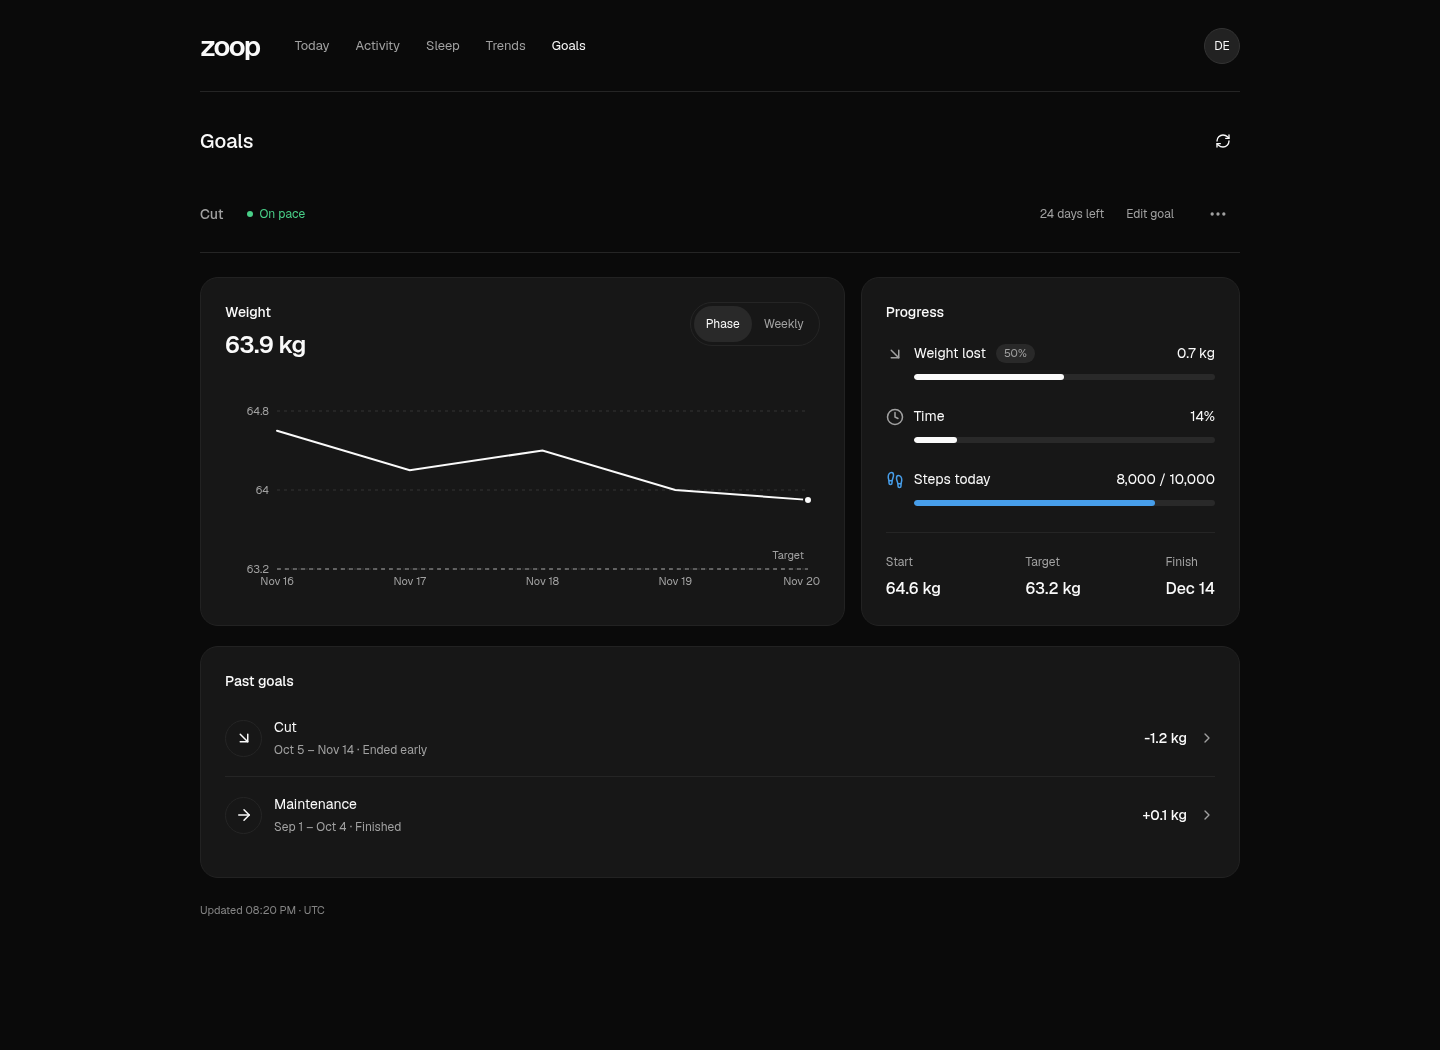 zoop Today Activity Sleep Trends Goals DE
Goals
Cut On pace 24 days left Edit goal
Weight
63.9 kg
Phase Weekly
64.8
64
Target
63.2
Nov 16 Nov 17 Nov 18 Nov 19 Nov 20
Progress
Weight lost 50% 0.7 kg
Time 14%
Steps today 8,000 / 10,000
Start Target Finish
64.6 kg 63.2 kg Dec 14
Past goals
Cut
Oct 5 – Nov 14 · Ended early
-1.2 kg
Maintenance
Sep 1 – Oct 4 · Finished
+0.1 kg
Updated 08:20 PM · UTC